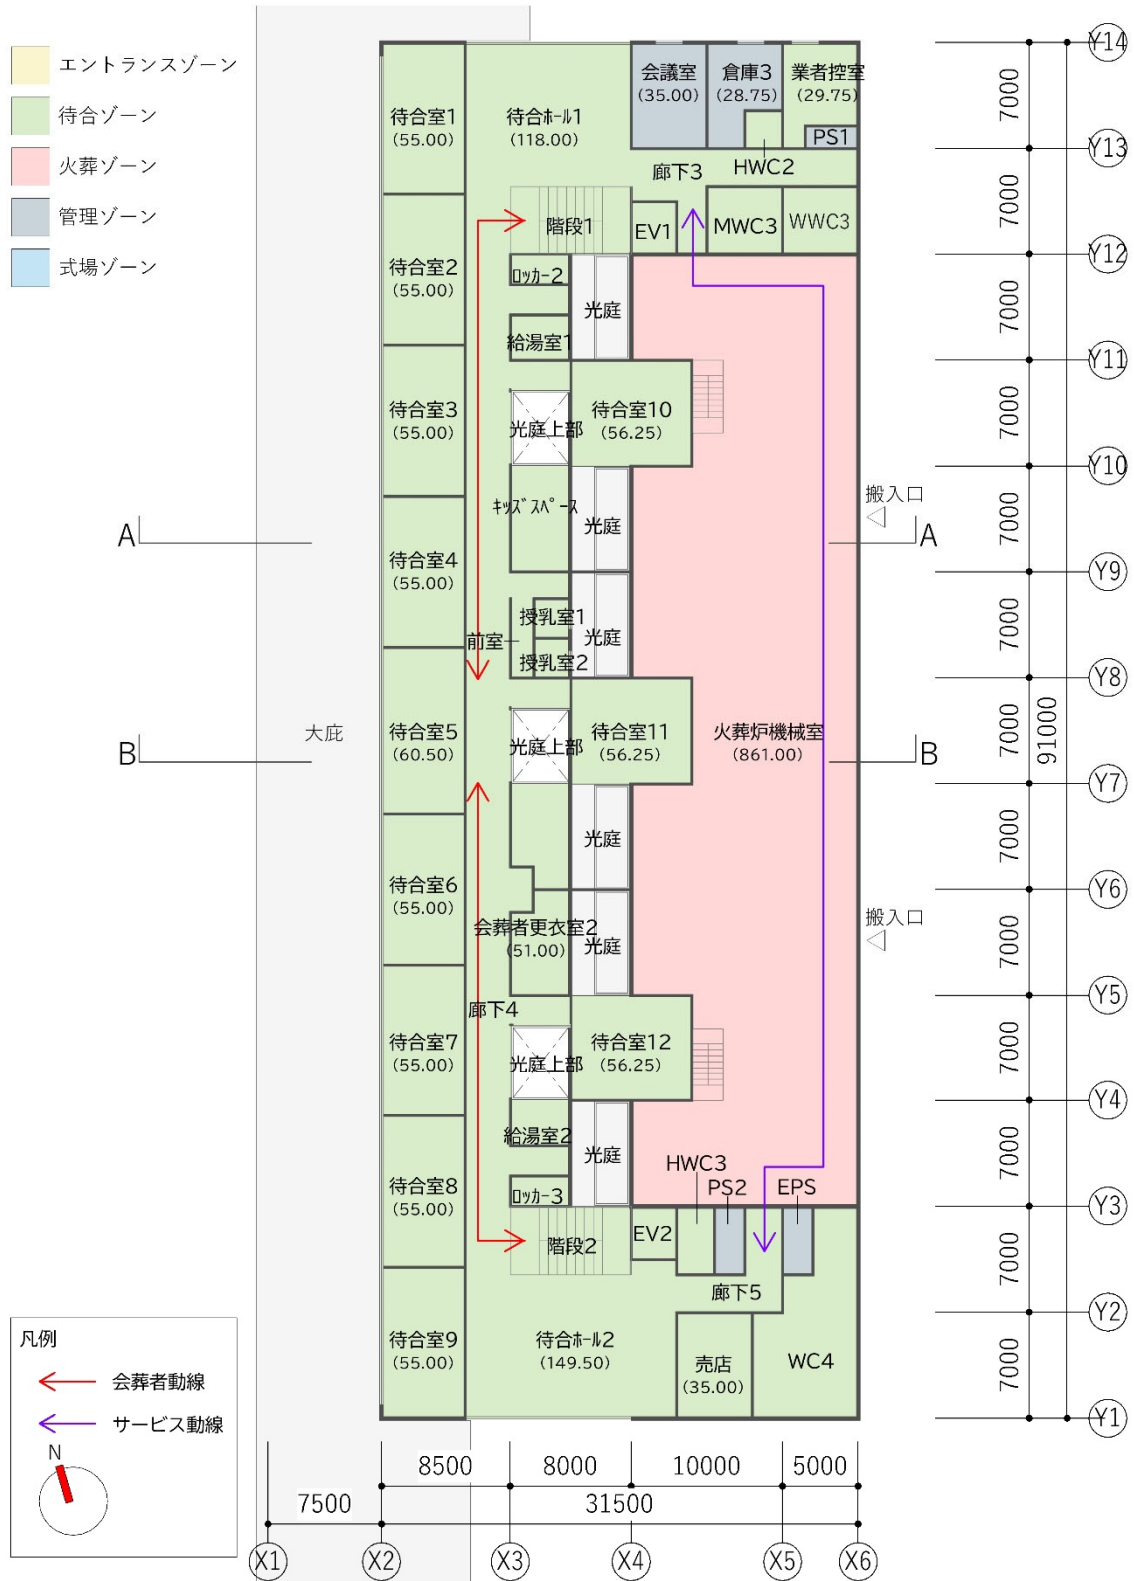 エントランスゾーン
待合ゾーン
火葬ゾーン
管理ゾーン
式場ゾーン
待合室1
(55.00)
待合ホール1
(118.00)
会議室
(35.00)
倉庫3
(28.75)
業者控室
(29.75)
PS1
HWC2
廊下3
階段1
EV1
MWC3
WWC3
待合室2
(55.00)
ロッカー2
光庭
給湯室1
待合室3
(55.00)
光庭上部
待合室10
(56.25)
キッズスペース
光庭
搬入口
A
A
待合室4
(55.00)
授乳室1
前室
授乳室2
光庭
大庇
待合室5
(60.50)
光庭上部
待合室11
(56.25)
火葬炉機械室
(861.00)
B
B
光庭
待合室6
(55.00)
会葬者更衣室2
(51.00)
光庭
搬入口
廊下4
待合室7
(55.00)
光庭上部
待合室12
(56.25)
給湯室2
光庭
HWC3
PS2
EPS
待合室8
(55.00)
ロッカー3
階段2
EV2
廊下5
待合室9
(55.00)
待合ホール2
(149.50)
売店
(35.00)
WC4
Y14
7000
Y13
7000
Y12
7000
Y11
7000
Y10
7000
Y9
7000
Y8
7000
91000
Y7
7000
Y6
7000
Y5
7000
Y4
7000
Y3
7000
Y2
7000
Y1
凡例
会葬者動線
サービス動線
N
8500
8000
10000
5000
7500
31500
X1
X2
X3
X4
X5
X6